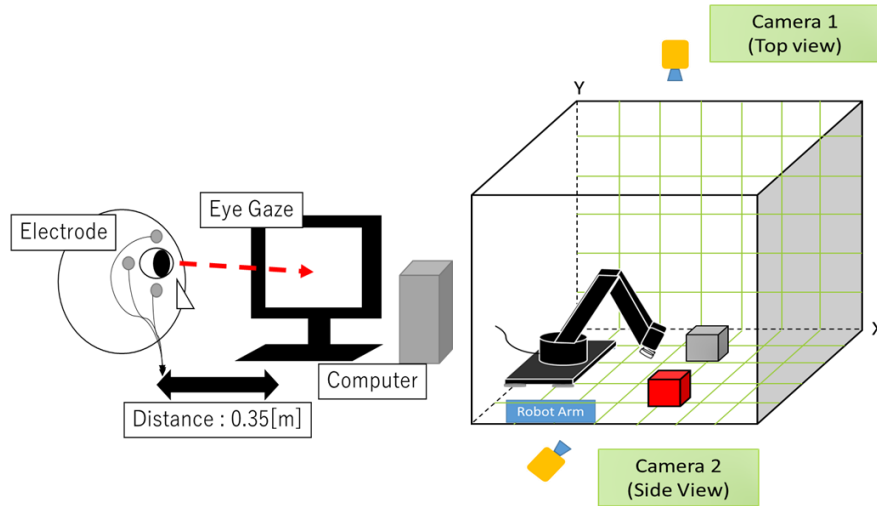 Camera 1
(Top view)
Y
Eye Gaze
Electrode
X
Computer
Distance : 0.35[m]
Robot Arm
Camera 2
(Side View)